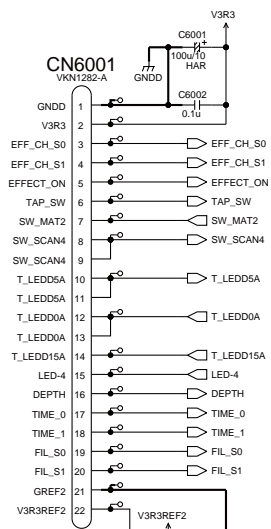 V3R3
C6001
+
100u/10
HAR
GNDD
CN6001
VKN1282-A
C6002
0.1u
GNDD 1
V3R3 2
EFF_CH_S0 3 EFF_CH_S0
EFF_CH_S1 4 EFF_CH_S1
EFFECT_ON 5 EFFECT_ON
TAP_SW 6 TAP_SW
SW_MAT2 7 SW_MAT2
SW_SCAN4 8 SW_SCAN4
SW_SCAN4 9
T_LEDD5A 10 T_LEDD5A
T_LEDD5A 11
T_LEDD0A 12 T_LEDD0A
T_LEDD0A 13
T_LEDD15A 14 T_LEDD15A
LED-4 15 LED-4
DEPTH 16 DEPTH
TIME_0 17 TIME_0
TIME_1 18 TIME_1
FIL_S0 19 FIL_S0
FIL_S1 20 FIL_S1
GREF2 21
V3R3REF2 22 V3R3REF2